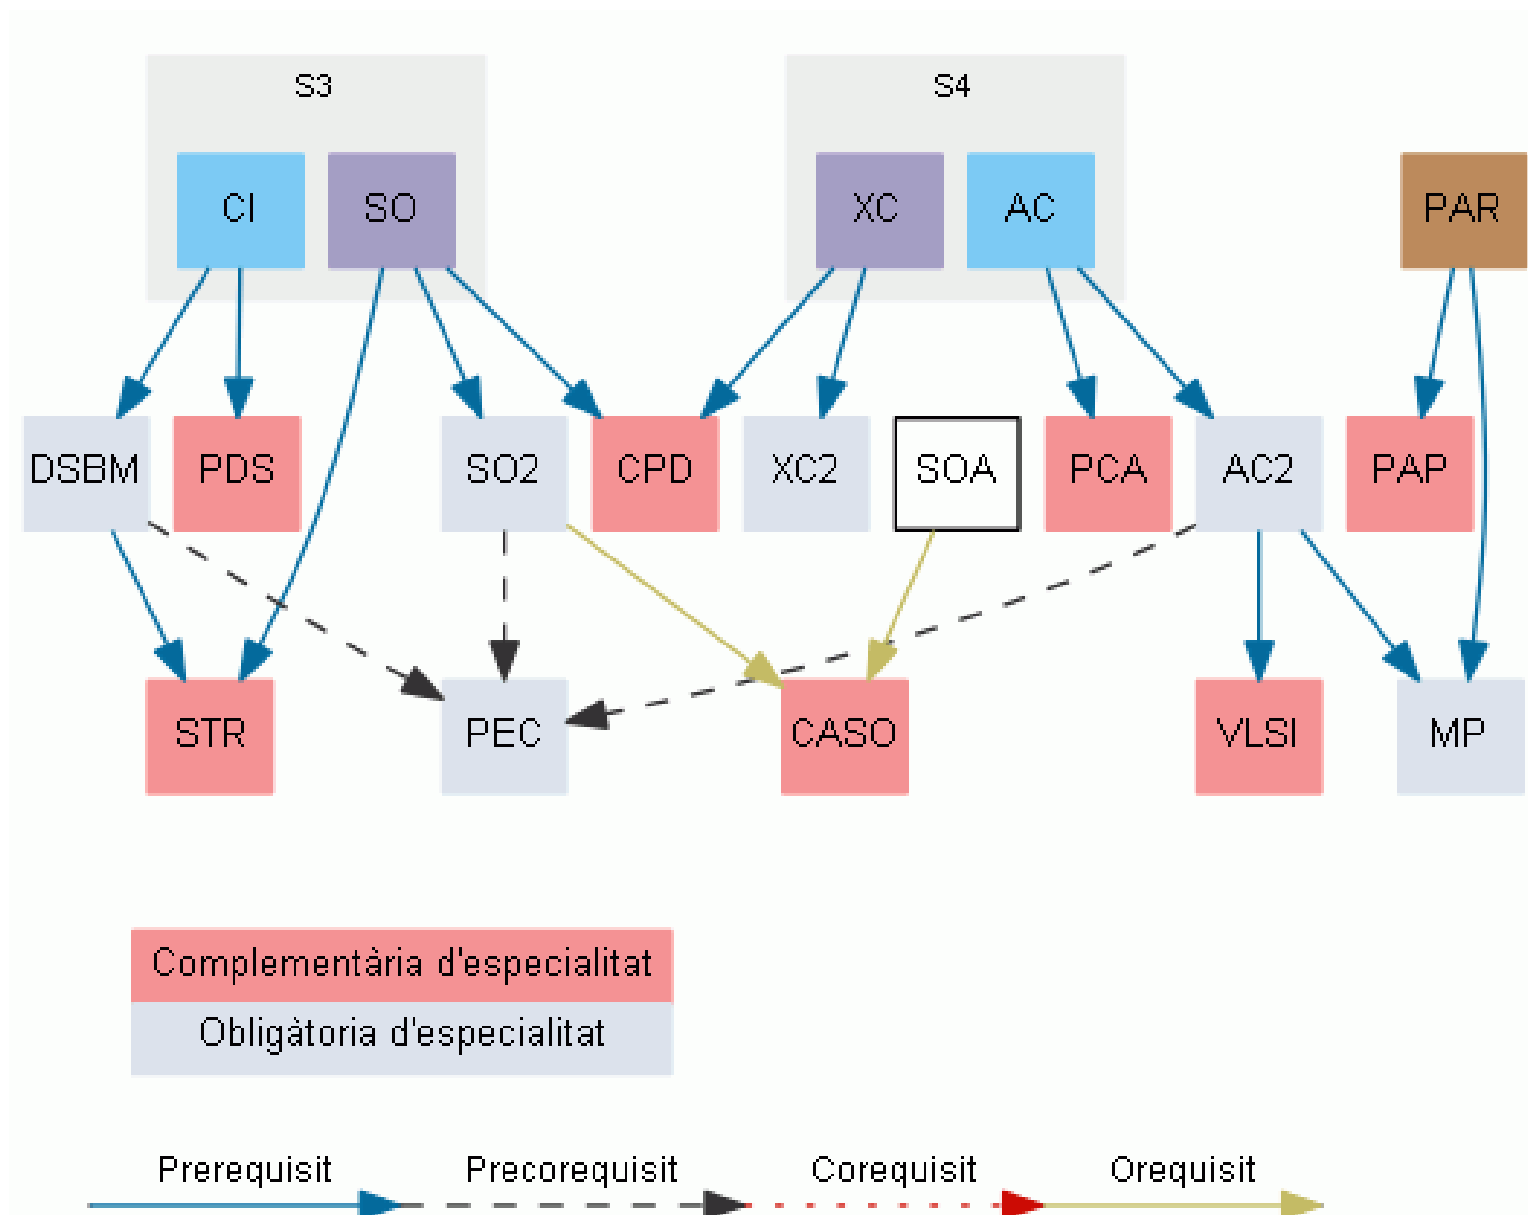 S3
S4
CI
SO
XC
AC
PAR
DSBM
PDS
SO2
CPD
XC2
SOA
PCA
AC2
PAP
STR
PEC
CASO
VLSI
MP
Complementària d'especialitat
Obligàtoria d'especialitat
Prerequisit
Precorequisit
Corequisit
Orequisit